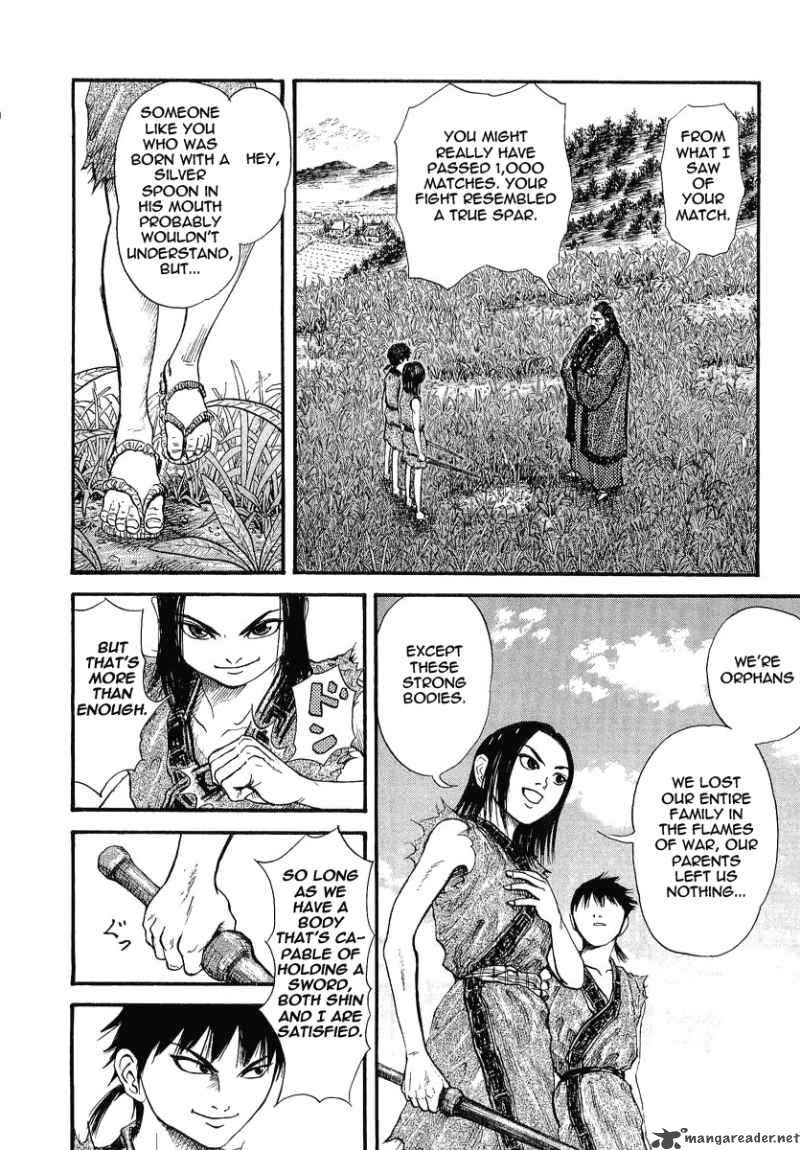 FROM
WHAT I
SAW
OF
YOUR
MATCH.
YOU MIGHT
REALLY HAVE
PASSED 1,000
MATCHES. YOUR
FIGHT RESEMBLED
A TRUE SPAR.
HEY,
SOMEONE
LIKE YOU
WHO WAS
BORN WITH A
SILVER
SPOON IN
HIS MOUTH
PROBABLY
WOULDN'T
UNDERSTAND,
BUT...
WE'RE
ORPHANS
WE LOST
OUR ENTIRE
FAMILY IN
THE FLAMES
OF WAR, OUR
PARENTS
LEFT US
NOTHING...
EXCEPT
THESE
STRONG
BODIES.
BUT
THAT'S
MORE
THAN
ENOUGH.
ドン
SO LONG
AS WE
HAVE A
BODY
THAT'S CA-
PABLE OF
HOLDING A
SWORD,
BOTH SHIN
AND I ARE
SATISFIED.
ぐっ
mangareader.net